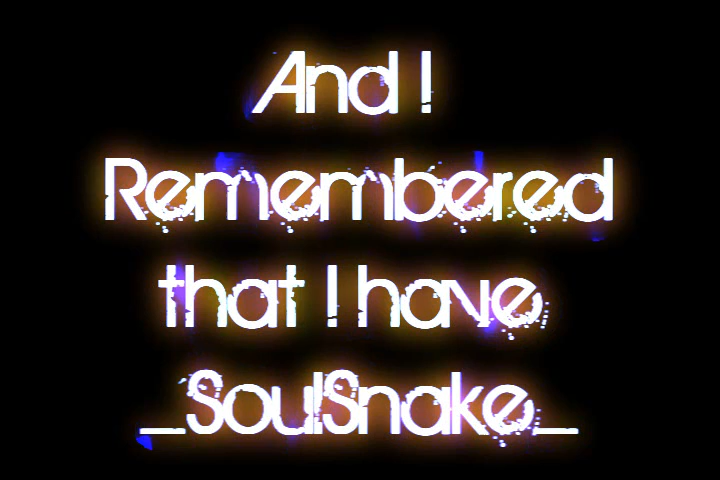 And I
Remembered
that I have
_SoulSnake_